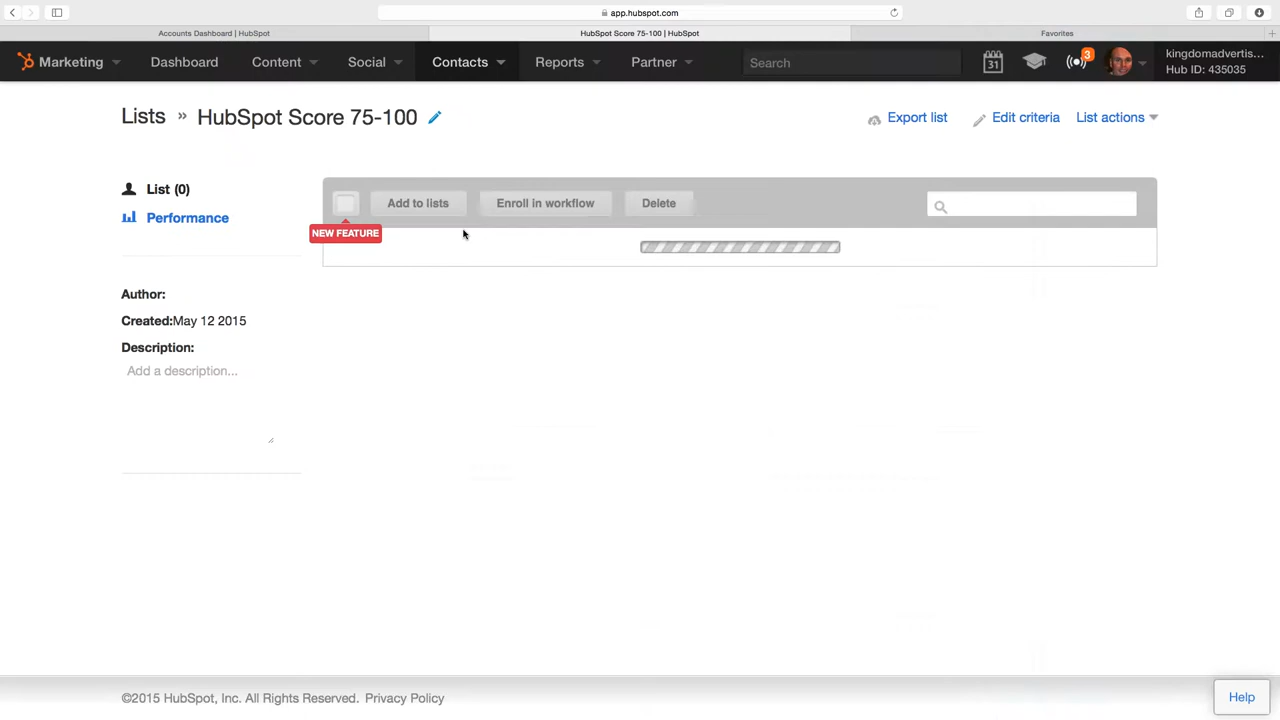 app.hubspot.com
Accounts Dashboard | HubSpot
HubSpot Score 75-100 | HubSpot
Favorites
Marketing
Dashboard
Content
Social
Contacts
Reports
Partner
Search
31
3
kingdomadvertis...
Hub ID: 435035
Lists » HubSpot Score 75-100
Export list
Edit criteria
List actions
List (0)
Performance
Add to lists
Enroll in workflow
Delete
NEW FEATURE
Author:
Created:May 12 2015
Description:
Add a description...
©2015 HubSpot, Inc. All Rights Reserved. Privacy Policy
Help